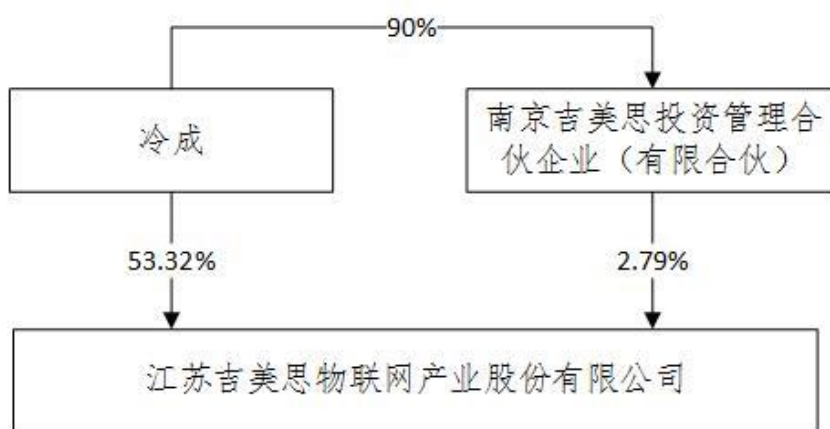 90%
冷成
南京吉美思投资管理合
伙企业（有限合伙）
53.32%
2.79%
江苏吉美思物联网产业股份有限公司